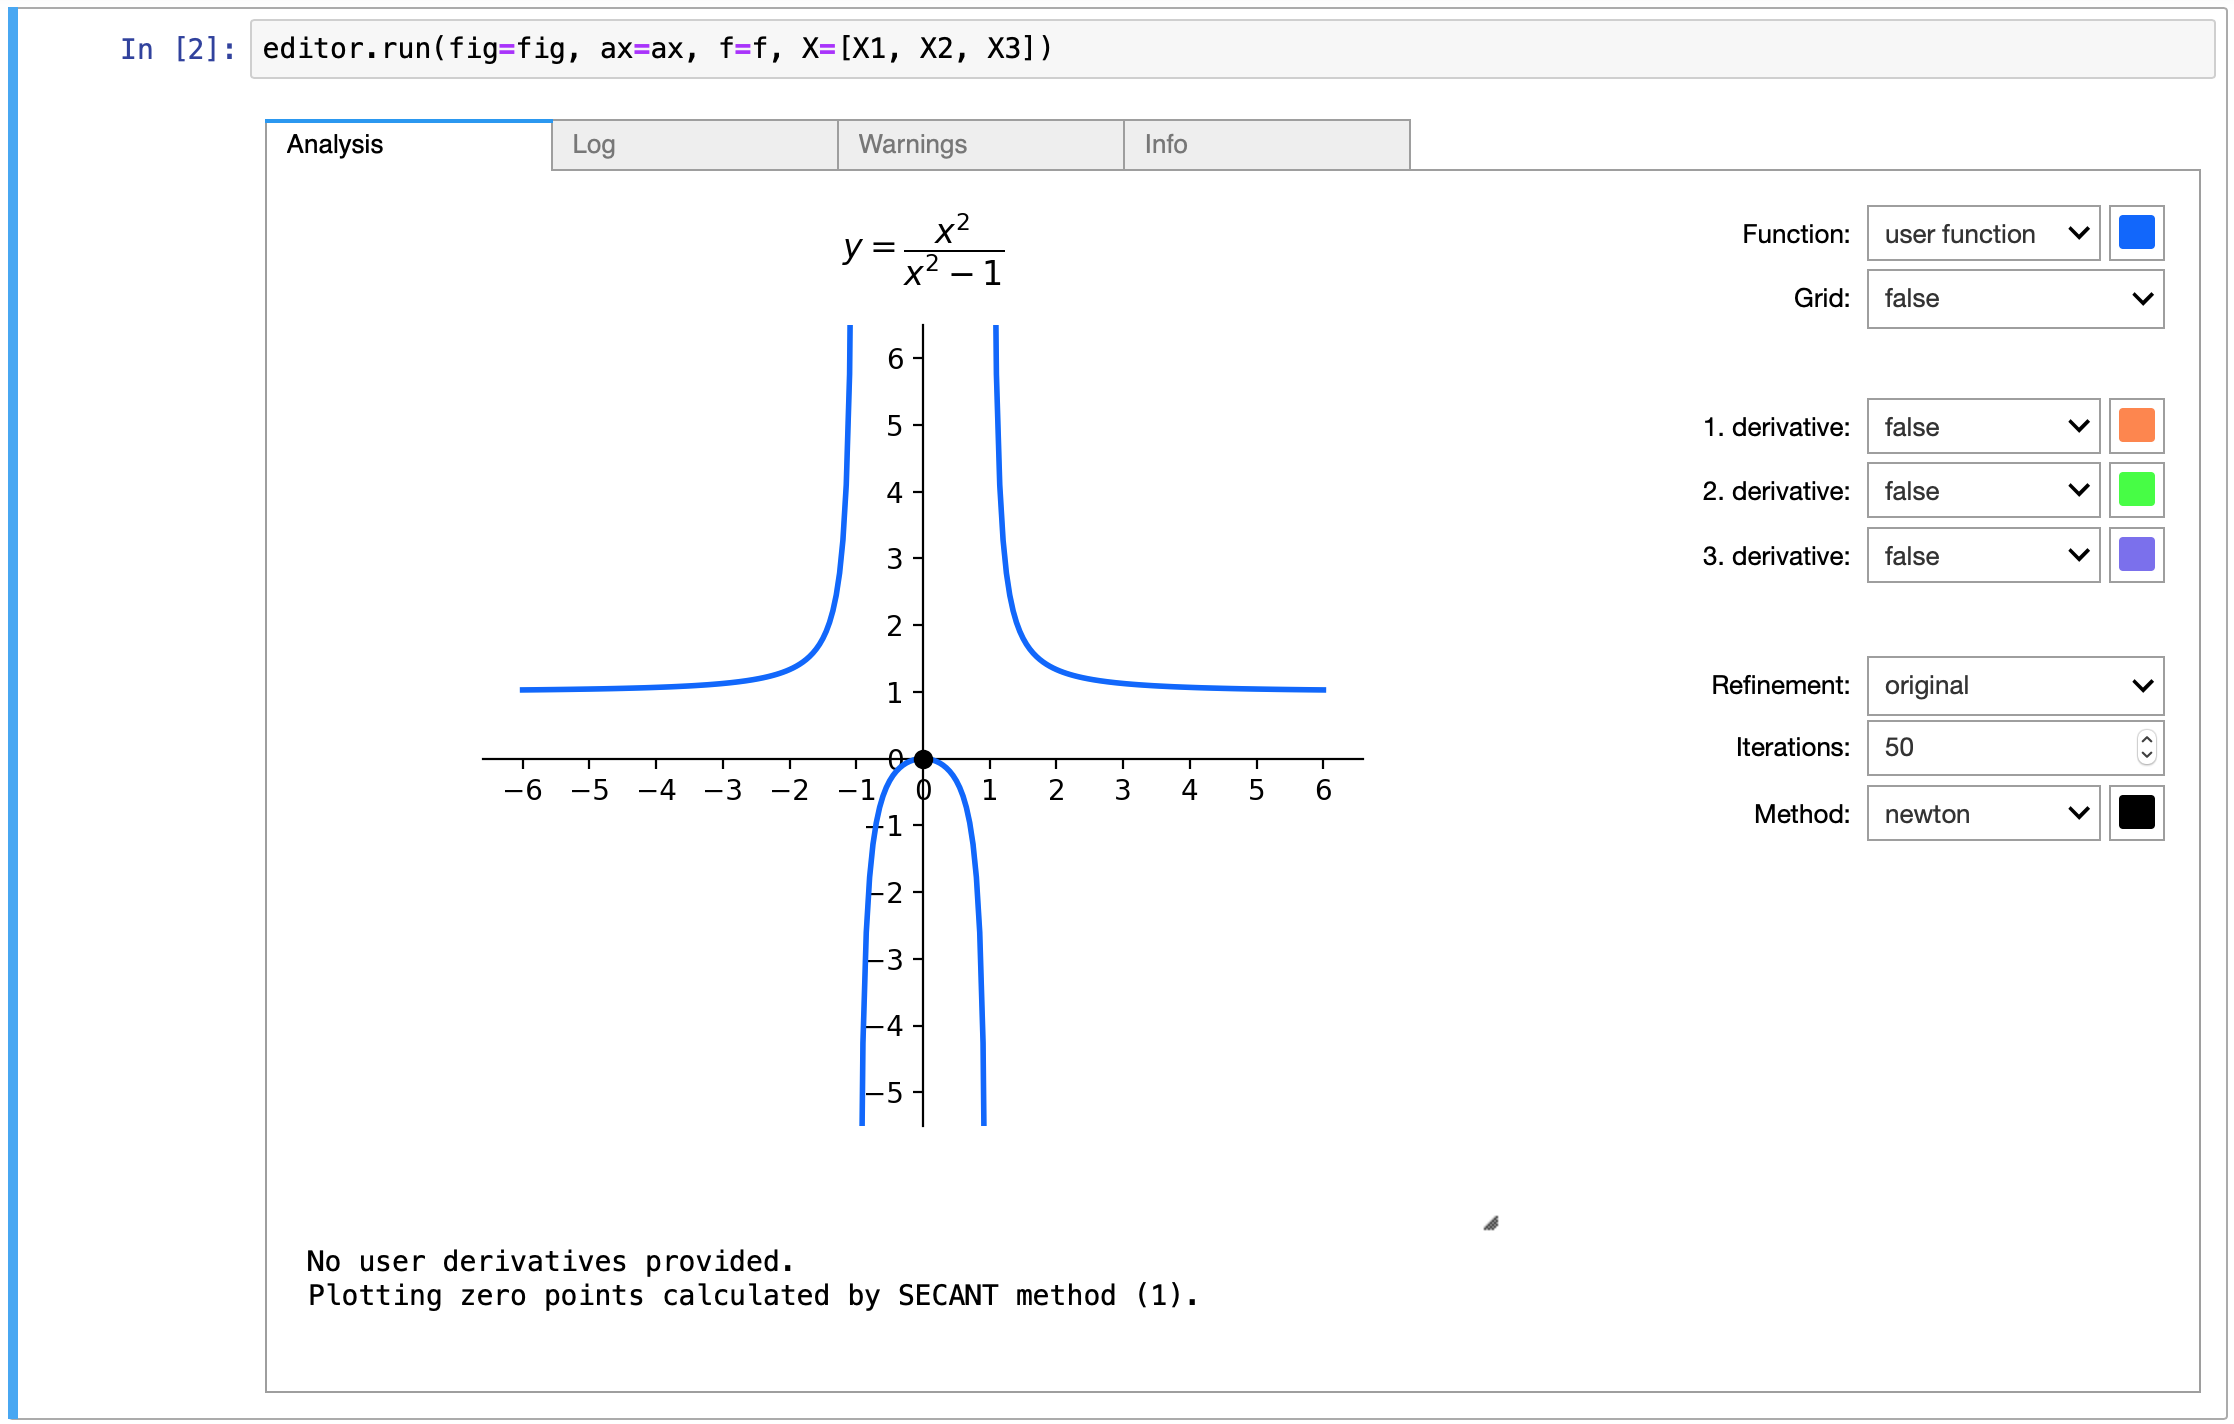 In [2]: editor.run(fig=fig, ax=ax, f=f, X=[X1, X2, X3])
Analysis Log Warnings Info
y = x² / (x² − 1)
6
5
4
3
2
1
0
−6 −5 −4 −3 −2 −1 0 1 2 3 4 5 6
−1
−2
−3
−4
−5
Function: user function
Grid: false
1. derivative: false
2. derivative: false
3. derivative: false
Refinement: original
Iterations: 50
Method: newton
No user derivatives provided.
Plotting zero points calculated by SECANT method (1).